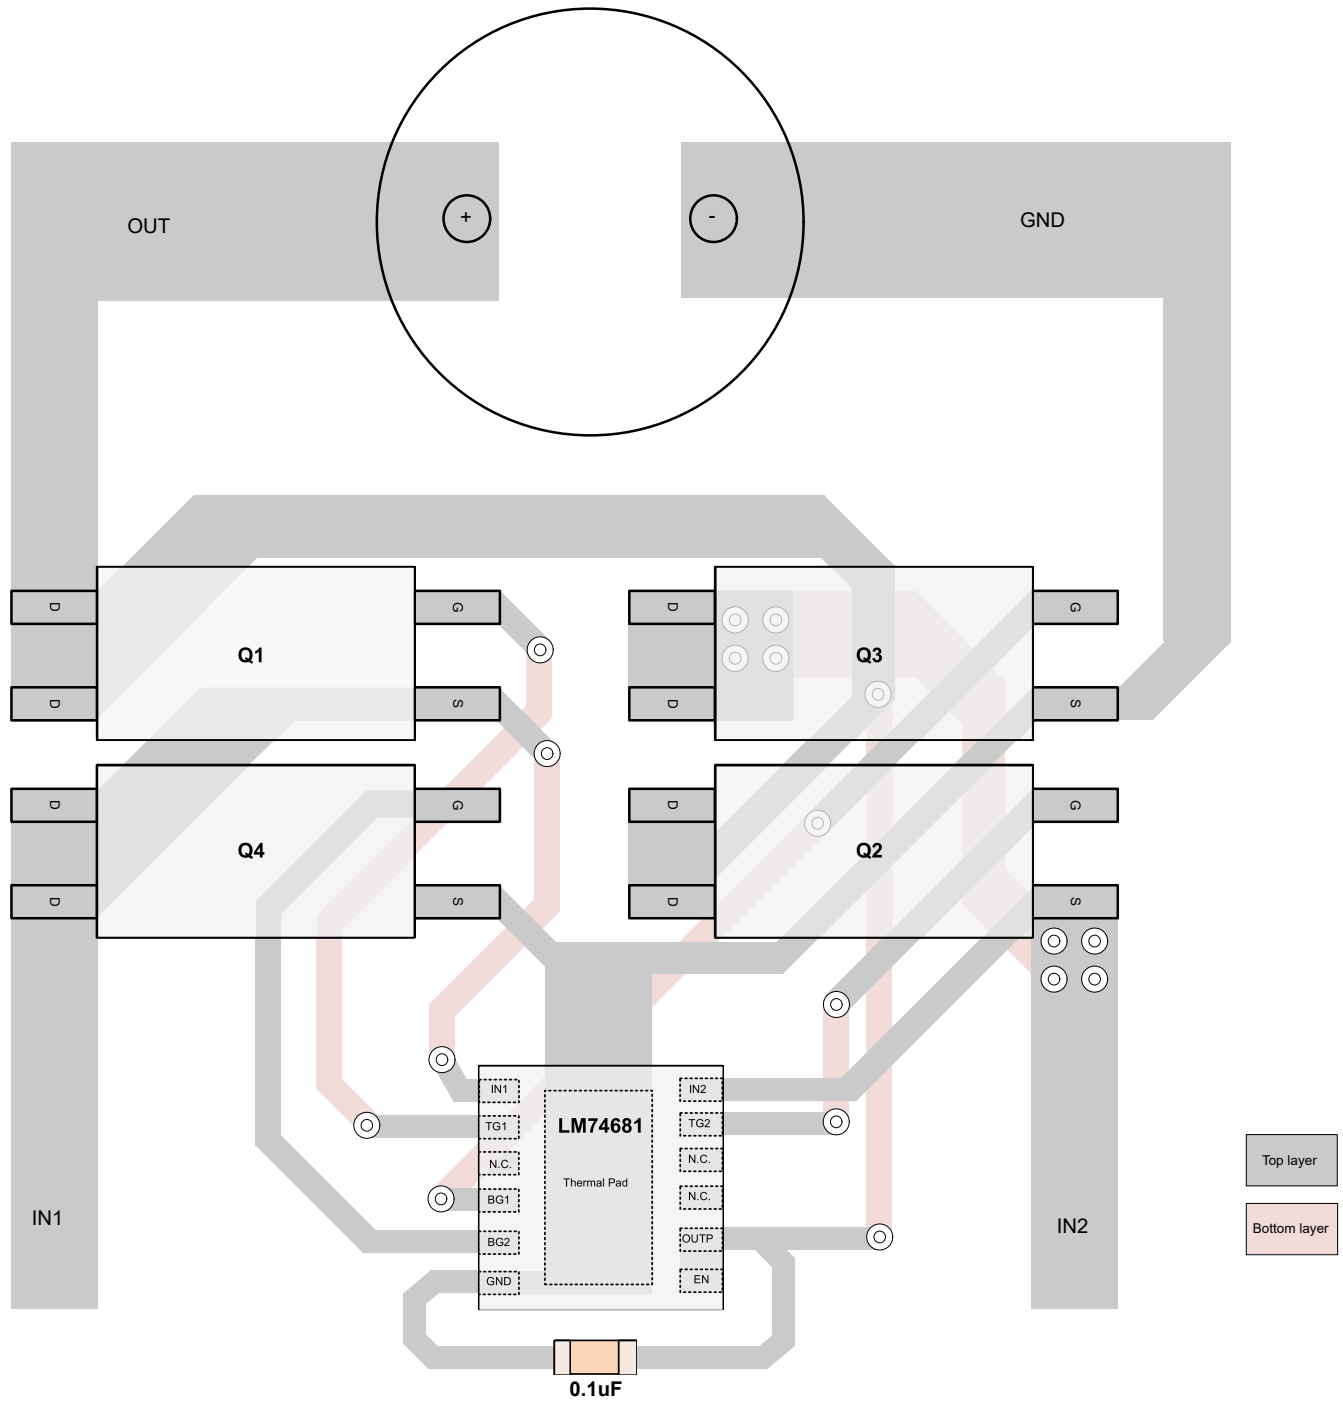 +
-
OUT
GND
D
G
D
G
Q1
Q3
D
S
D
S
D
G
D
G
Q4
Q2
D
S
D
S
IN1
IN2
TG1
LM74681
TG2
N.C.
Thermal Pad
N.C.
BG1
N.C.
BG2
OUTP
GND
EN
IN1
IN2
Top layer
Bottom layer
0.1uF